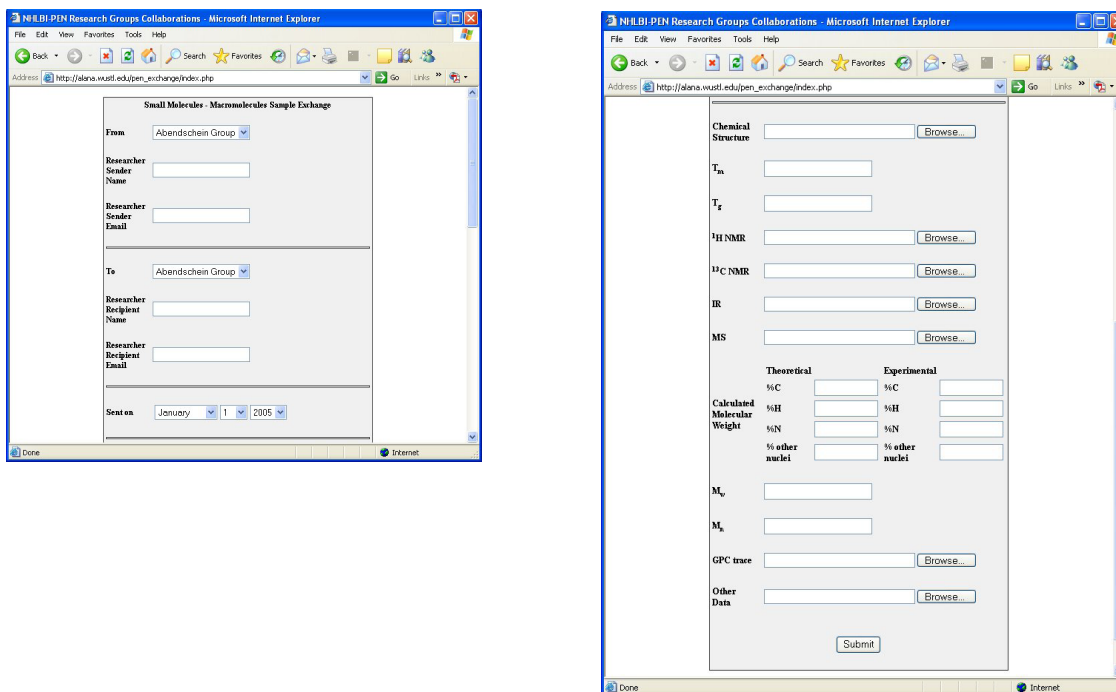 NHLBI-PEN Research Groups Collaborations - Microsoft Internet Explorer
File Edit View Favorites Tools Help
Back Search Favorites
Address http://alana.wustl.edu/pen_exchange/index.php Go Links »
Small Molecules - Macromolecules Sample Exchange
From Abendschein Group
Researcher
Sender
Name
Researcher
Sender
Email
To Abendschein Group
Researcher
Recipient
Name
Researcher
Recipient
Email
Sent on January 1 2005
Done Internet
NHLBI-PEN Research Groups Collaborations - Microsoft Internet Explorer
File Edit View Favorites Tools Help
Back Search Favorites
Address http://alana.wustl.edu/pen_exchange/index.php Go Links »
Chemical
Structure Browse...
Tm
Tg
1H NMR Browse...
13C NMR Browse...
IR Browse...
MS Browse...
Theoretical Experimental
%C %C
Calculated
Molecular
Weight
%H %H
%N %N
% other
nuclei
% other
nuclei
Mw
Mn
GPC trace Browse...
Other
Data Browse...
Submit
Done Internet